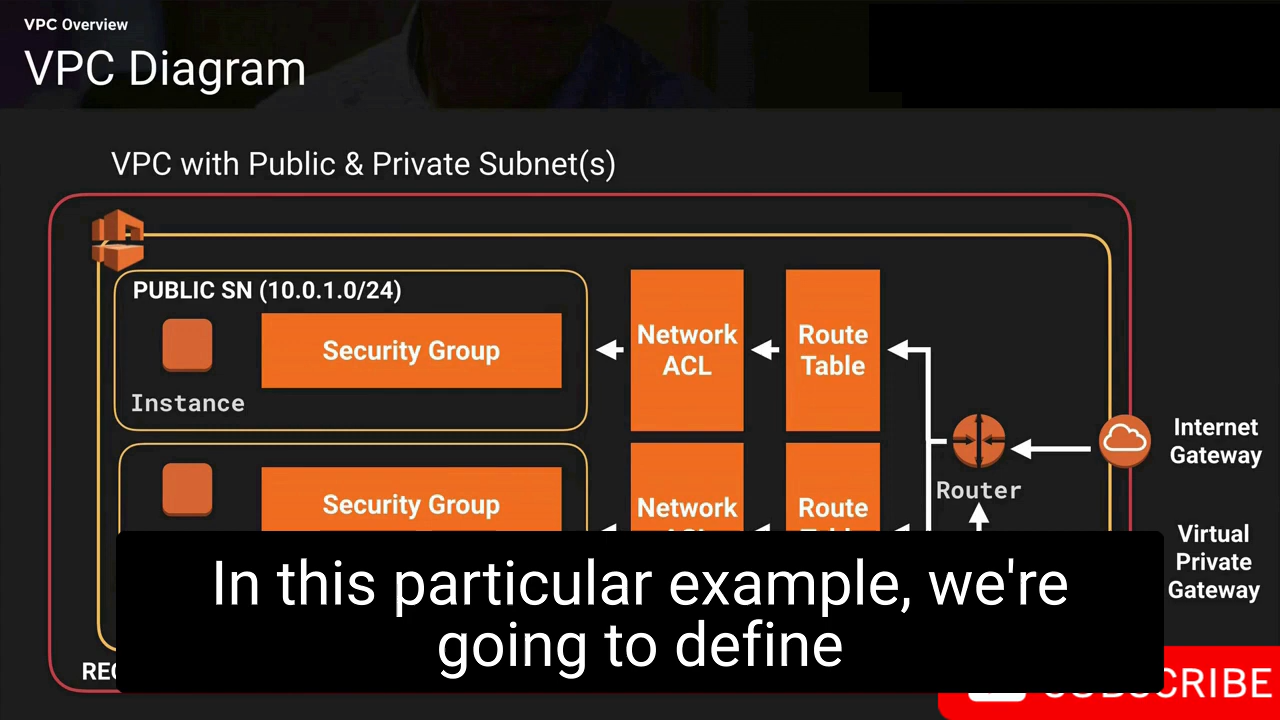 VPC Overview
VPC Diagram
VPC with Public & Private Subnet(s)
PUBLIC SN (10.0.1.0/24)
Security Group
Instance
Network
ACL
Route
Table
Internet
Gateway
Router
Security Group
Network
Route
Virtual
Private
Gateway
In this particular example, we're
going to define